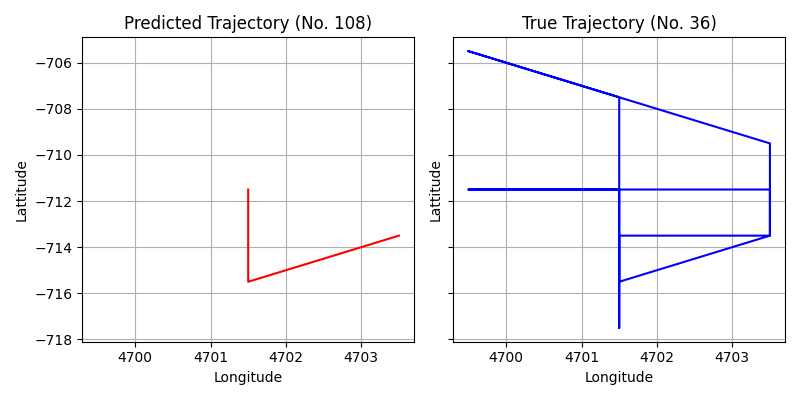 Predicted Trajectory (No. 108)
True Trajectory (No. 36)
Lattitude
−706
−708
−710
−712
−714
−716
−718
4700
4701
4702
4703
Longitude
Lattitude
4700
4701
4702
4703
Longitude